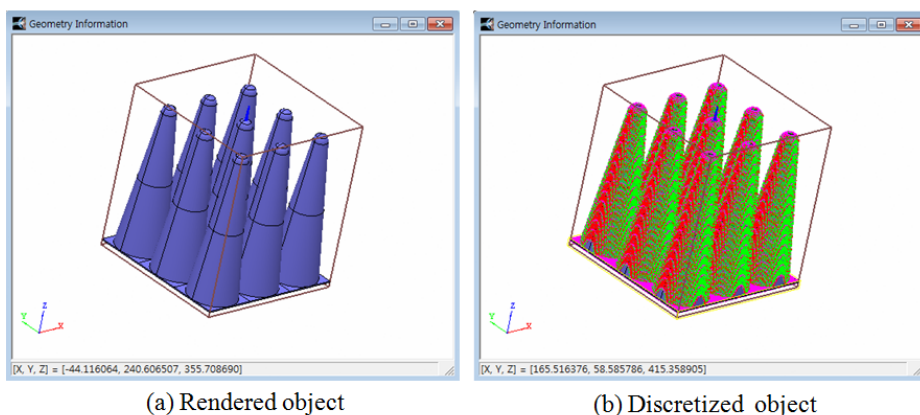 Geometry Information
Z
Y
X
[X, Y, Z] = [-44.116064, 240.606507, 355.708690]
(a) Rendered object
Geometry Information
Z
Y
X
[X, Y, Z] = [165.516376, 58.585786, 415.358905]
(b) Discretized object